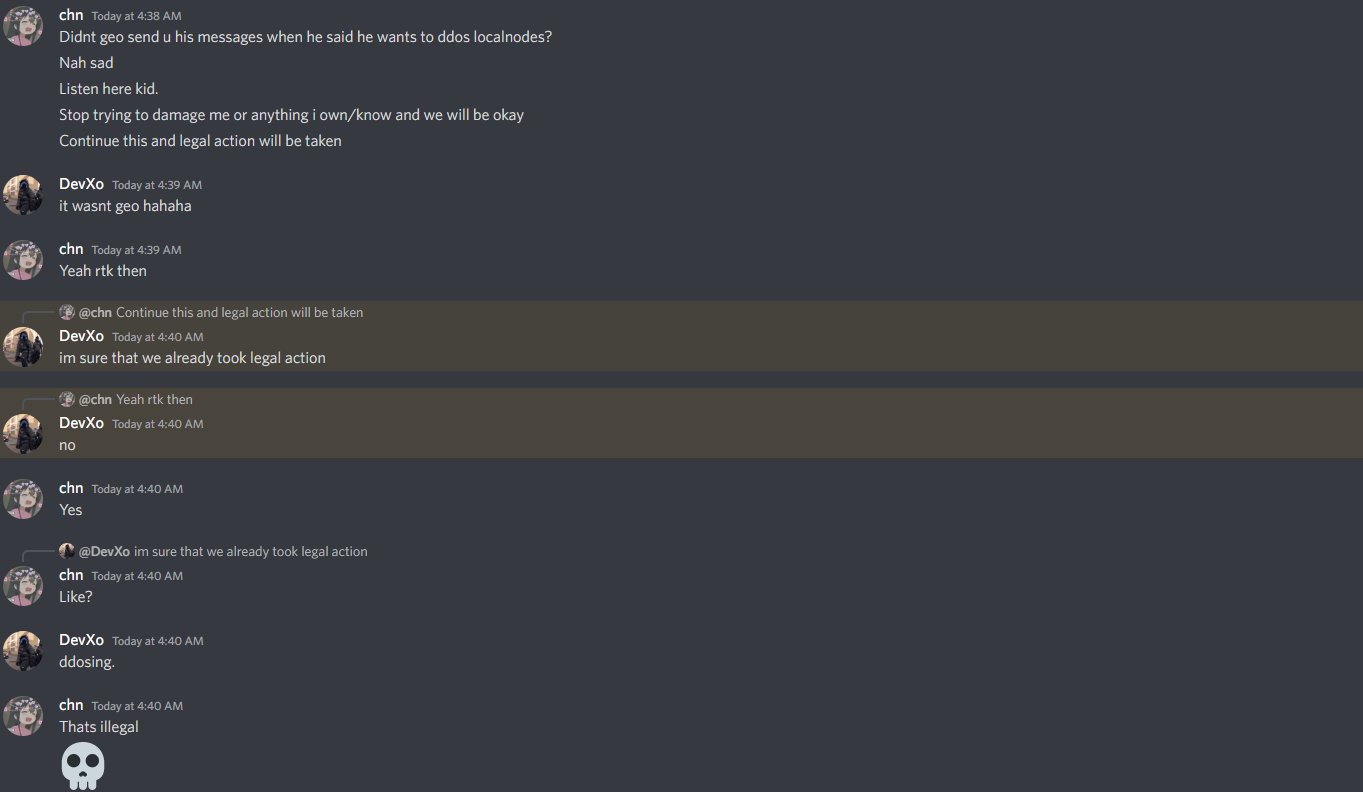 chn Today at 4:38 AM
Didnt geo send u his messages when he said he wants to ddos localnodes?
Nah sad
Listen here kid.
Stop trying to damage me or anything i own/know and we will be okay
Continue this and legal action will be taken
DevXo Today at 4:39 AM
it wasnt geo hahaha
chn Today at 4:39 AM
Yeah rtk then
@chn Continue this and legal action will be taken
DevXo Today at 4:40 AM
im sure that we already took legal action
@chn Yeah rtk then
DevXo Today at 4:40 AM
no
chn Today at 4:40 AM
Yes
@DevXo im sure that we already took legal action
chn Today at 4:40 AM
Like?
DevXo Today at 4:40 AM
ddosing.
chn Today at 4:40 AM
Thats illegal